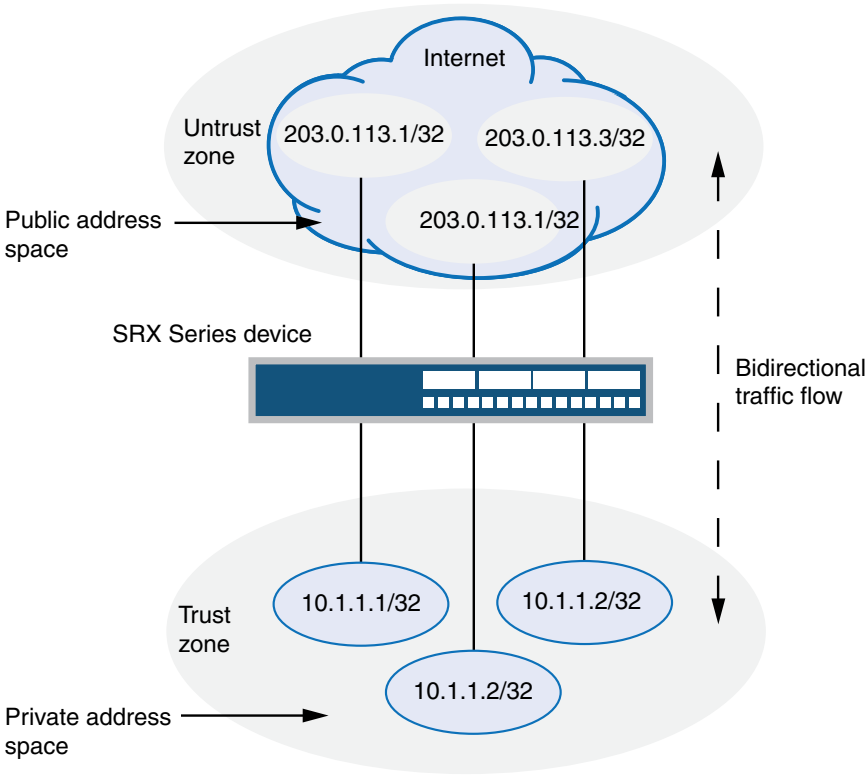 Internet
Untrust
zone
203.0.113.1/32
203.0.113.3/32
Public address
space
203.0.113.1/32
SRX Series device
Bidirectional
traffic flow
10.1.1.1/32
10.1.1.2/32
Trust
zone
10.1.1.2/32
Private address
space